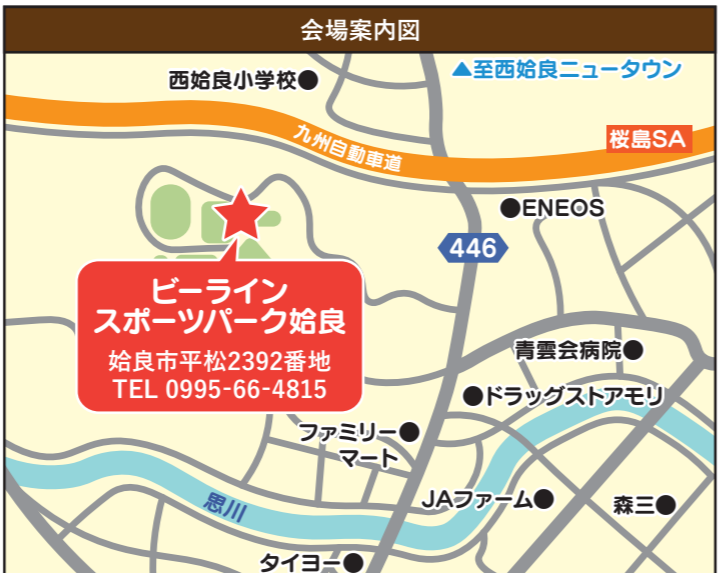 会場案内図
▲至西姶良ニュータウン
西姶良小学校●
九州自動車道
桜島SA
●ENEOS
446
ビーライン
スポーツパーク姶良
姶良市平松2392番地
TEL 0995-66-4815
青雲会病院●
●ドラッグストアモリ
ファミリー●
マート
JAファーム●
森三●
思川
タイヨー●